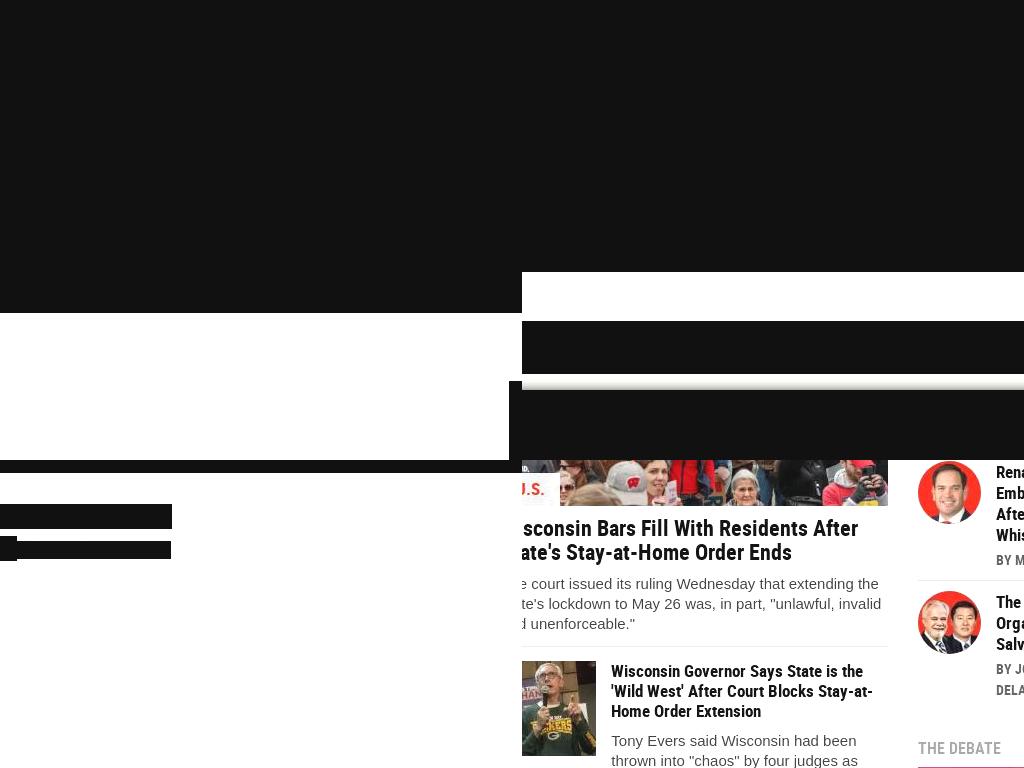 U.S.
sconsin Bars Fill With Residents After
ate's Stay-at-Home Order Ends
e court issued its ruling Wednesday that extending the
te's lockdown to May 26 was, in part, "unlawful, invalid
d unenforceable."
Wisconsin Governor Says State is the
'Wild West' After Court Blocks Stay-at-
Home Order Extension
Tony Evers said Wisconsin had been
thrown into "chaos" by four judges as
Rena
Emb
Afte
Whis
BY M
The
Orga
Salv
BY JO
DELA
THE DEBATE